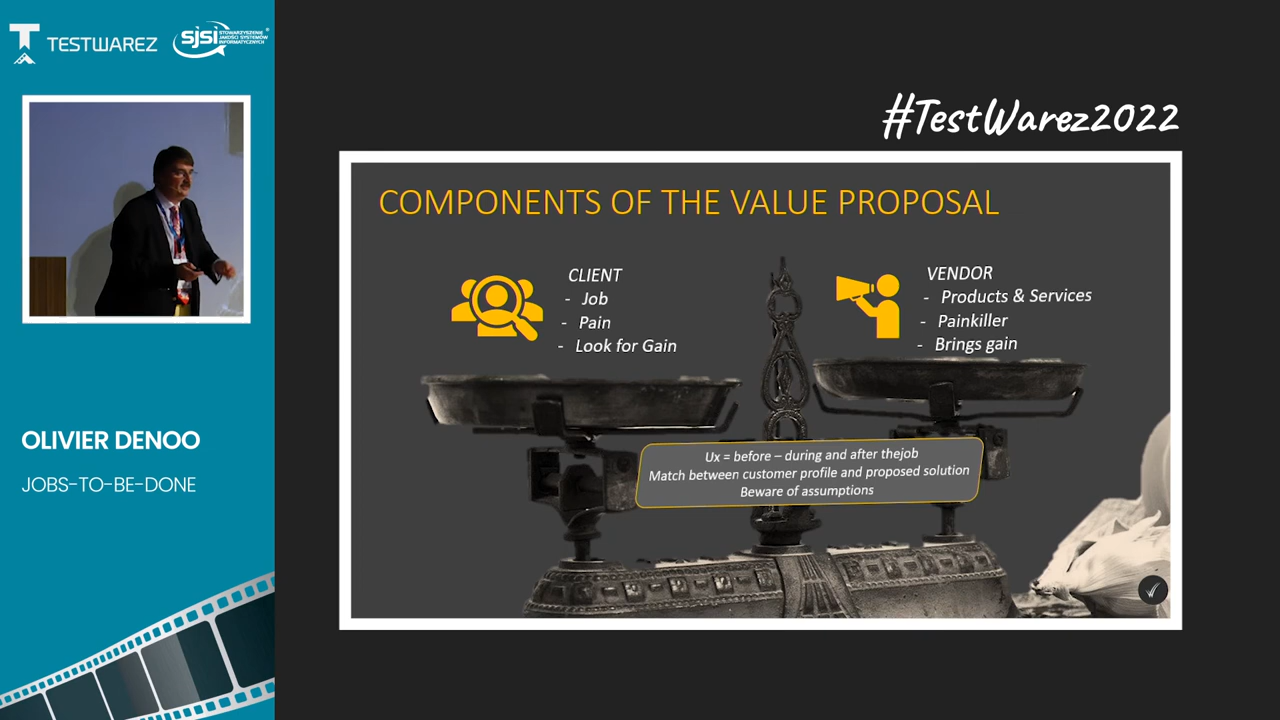 TESTWAREZ
sjsi
STOWARZYSZENIE
JAKOŚCI SYSTEMÓW
INFORMATYCZNYCH
#TestWarez2022
COMPONENTS OF THE VALUE PROPOSAL
CLIENT
- Job
- Pain
- Look for Gain
VENDOR
- Products & Services
- Painkiller
- Brings gain
Ux = before – during and after thejob
Match between customer profile and proposed solution
Beware of assumptions
OLIVIER DENOO
JOBS-TO-BE-DONE